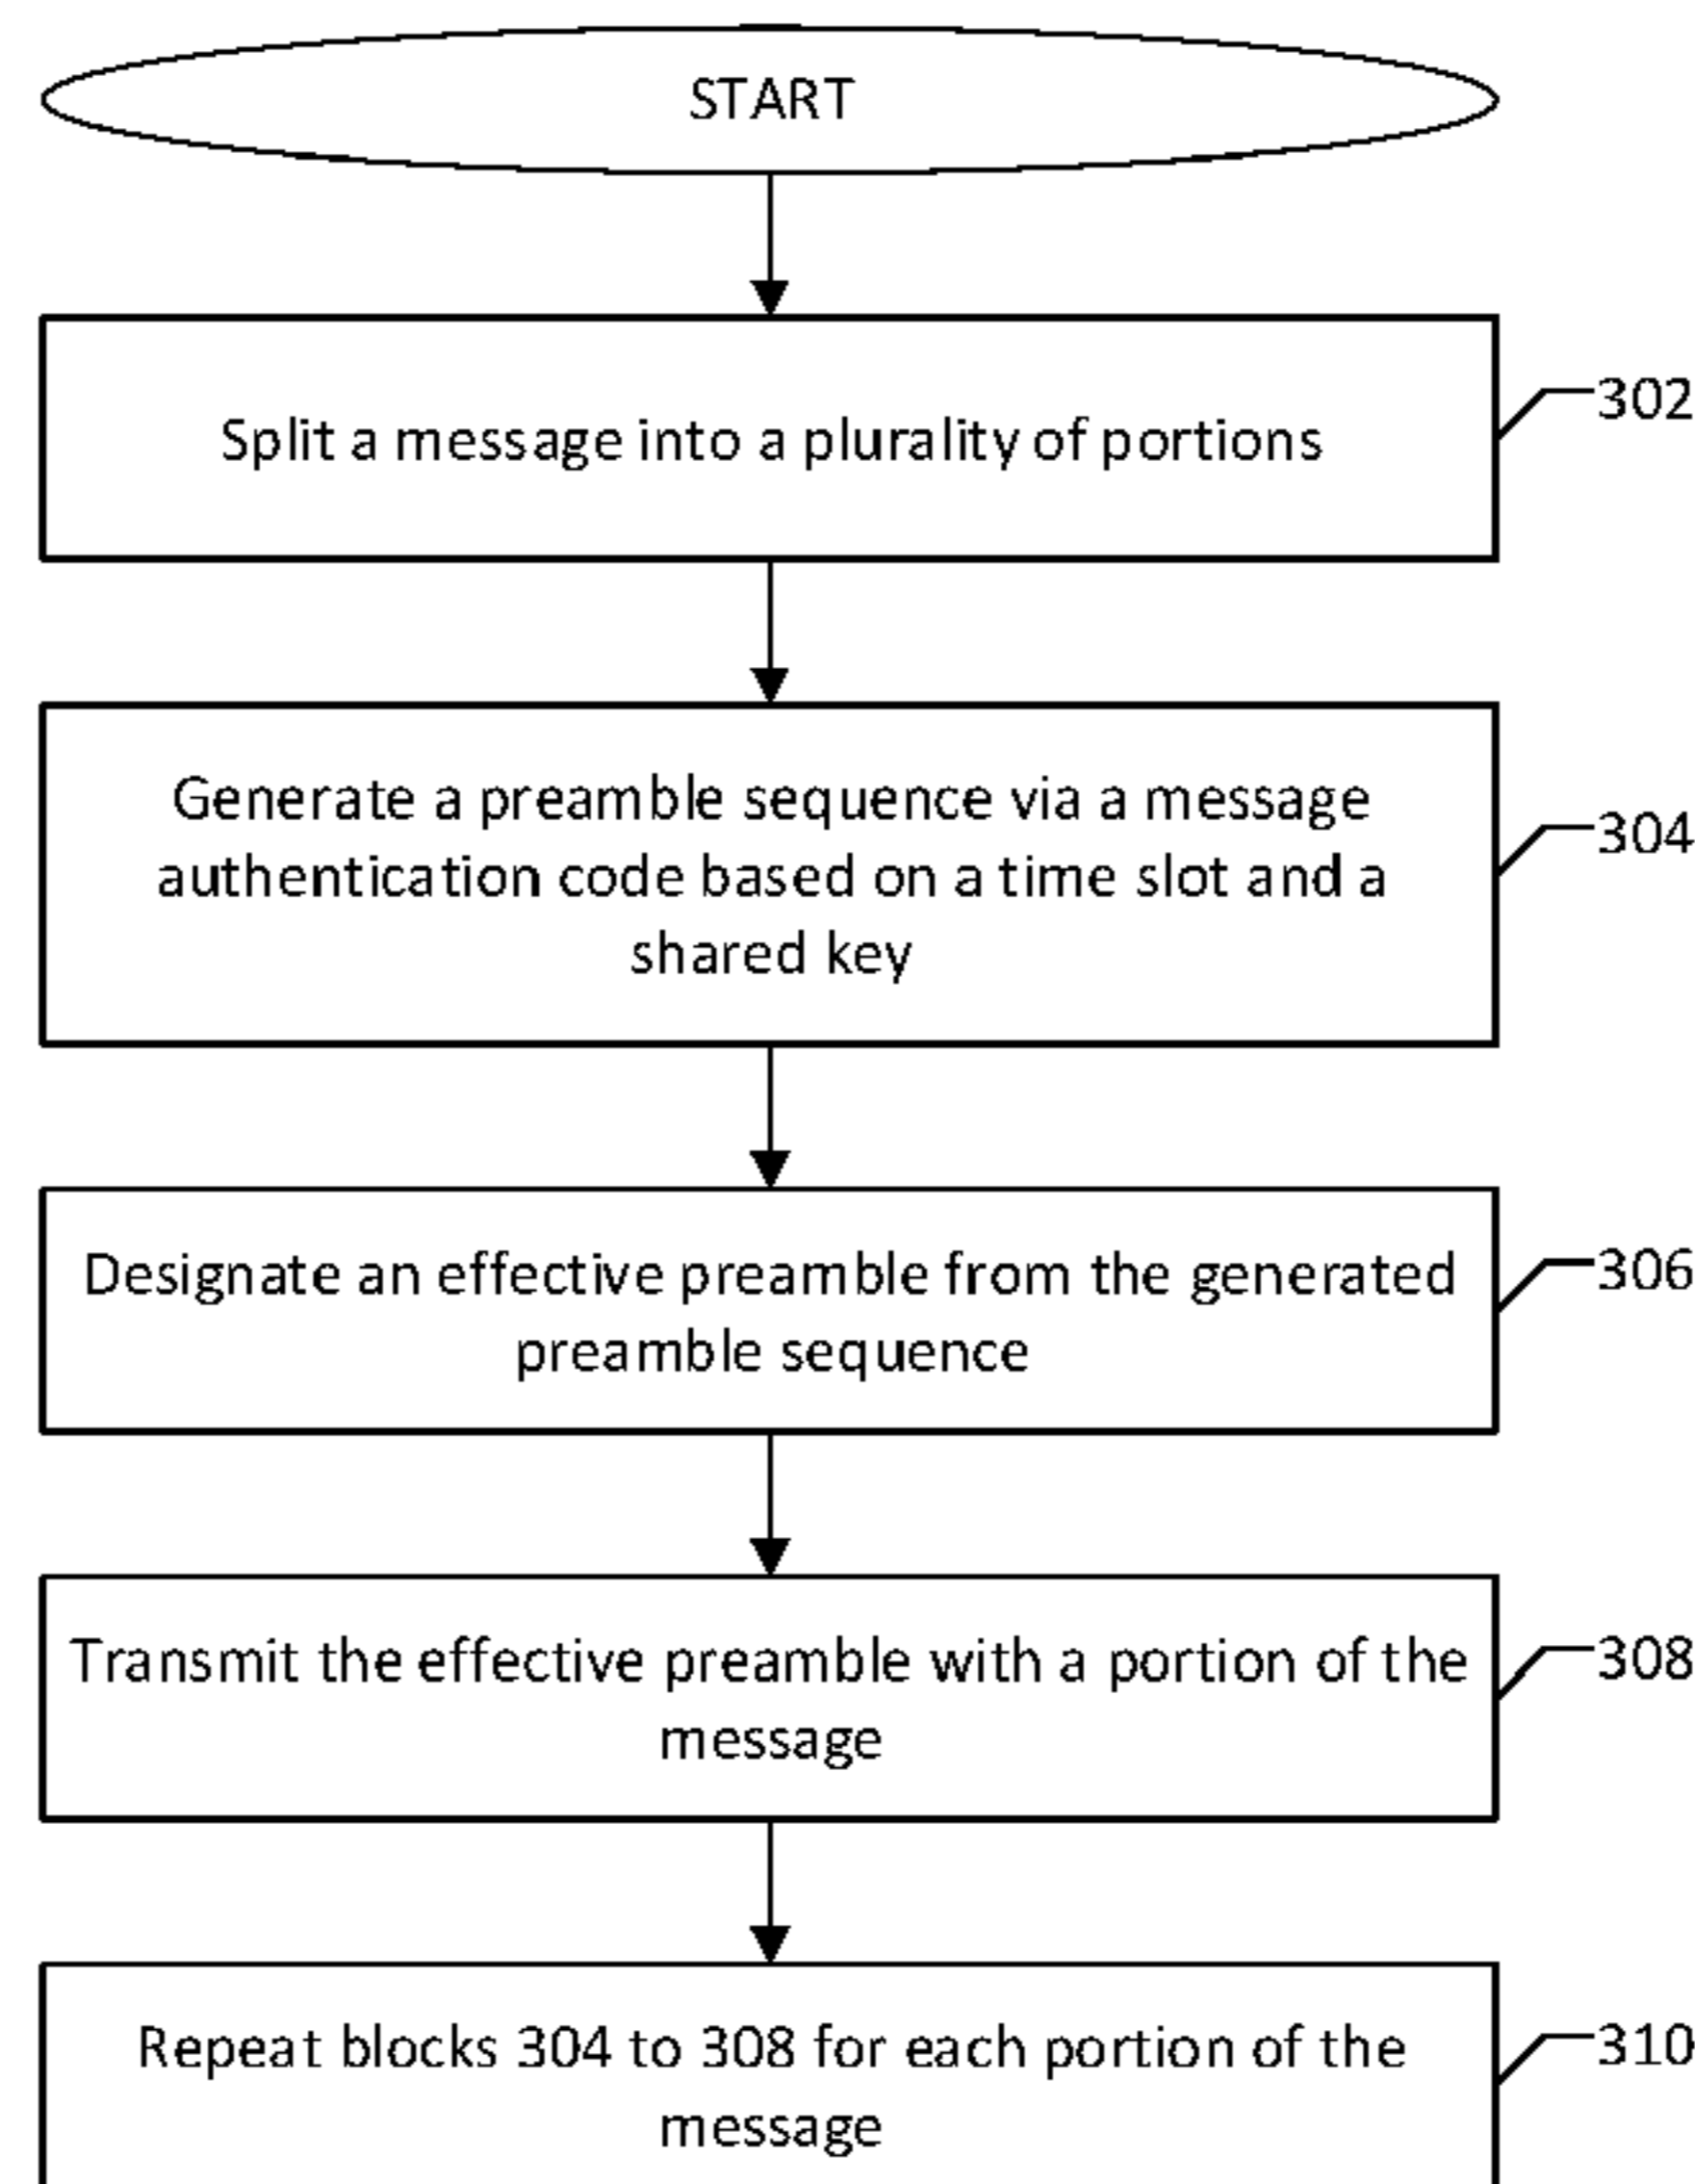 START
Split a message into a plurality of portions
302
Generate a preamble sequence via a message
authentication code based on a time slot and a
shared key
304
Designate an effective preamble from the generated
preamble sequence
306
Transmit the effective preamble with a portion of the
message
308
Repeat blocks 304 to 308 for each portion of the
message
310